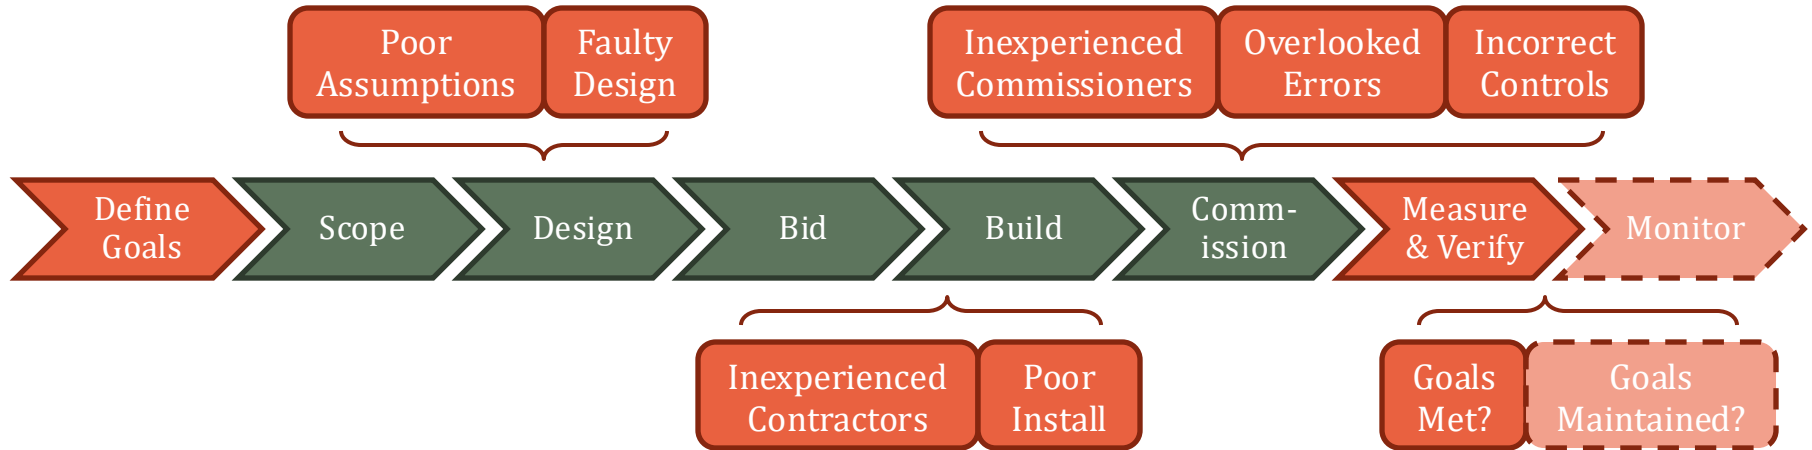 Poor
Assumptions
Faulty
Design
Inexperienced
Commissioners
Overlooked
Errors
Incorrect
Controls
Define
Goals
Scope
Design
Bid
Build
Comm-
ission
Measure
& Verify
Monitor
Inexperienced
Contractors
Poor
Install
Goals
Met?
Goals
Maintained?